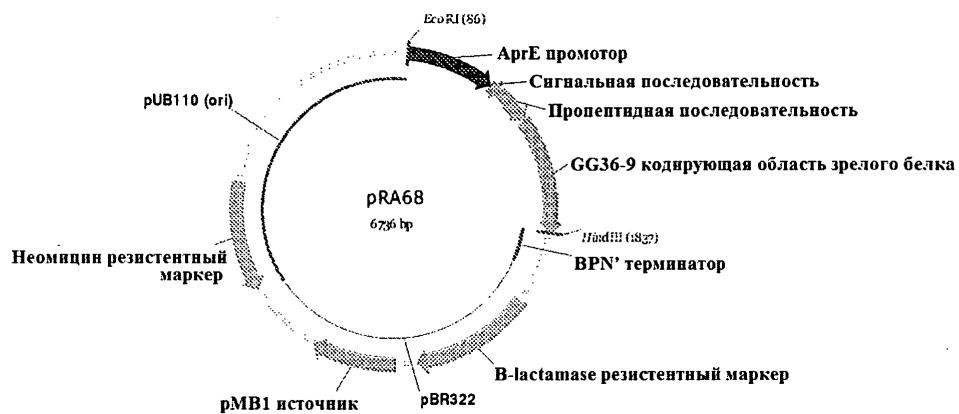 EcoRI (86)
AprE промотор
Сигнальная последовательность
Пропептидная последовательность
pUB110 (ori)
GG36-9 кодирующая область зрелого белка
pRA68
6736 bp
HindIII (1837)
BPN' терминатор
Неомицин резистентный
маркер
B-lactamase резистентный маркер
pBR322
pMB1 источник